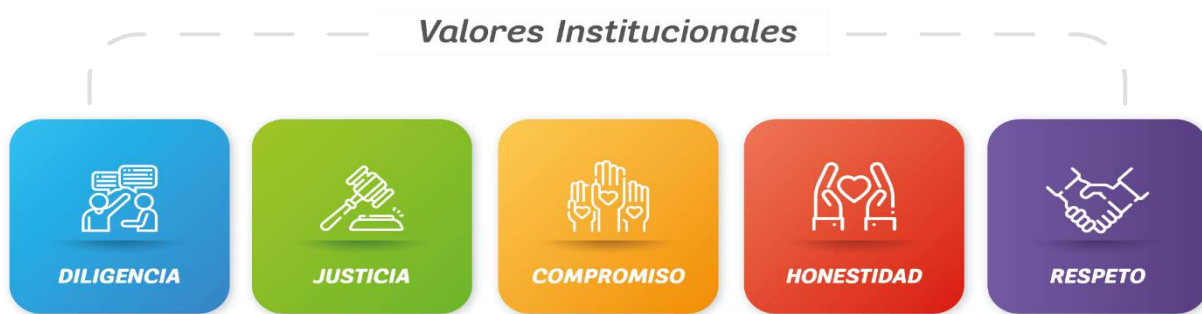 Valores Institucionales
DILIGENCIA
JUSTICIA
COMPROMISO
HONESTIDAD
RESPETO